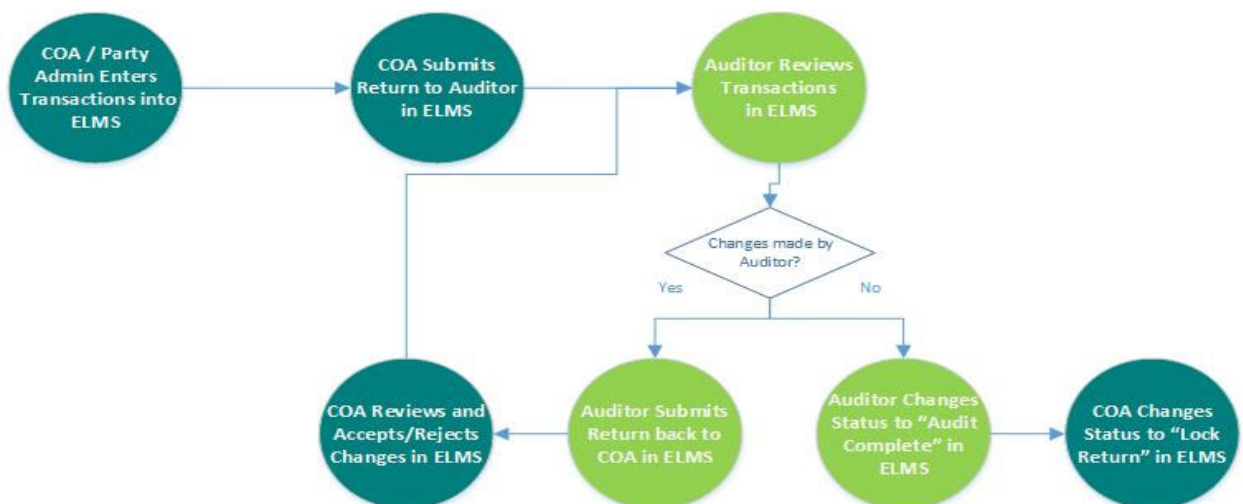 COA / Party
Admin Enters
Transactions into
ELMS
COA Submits
Return to Auditor
in ELMS
Auditor Reviews
Transactions
in ELMS
Changes made by
Auditor?
Yes
No
COA Reviews and
Accepts/Rejects
Changes in ELMS
Auditor Submits
Return back to
COA in ELMS
Auditor Changes
Status to “Audit
Complete” in
ELMS
COA Changes
Status to “Lock
Return” in ELMS